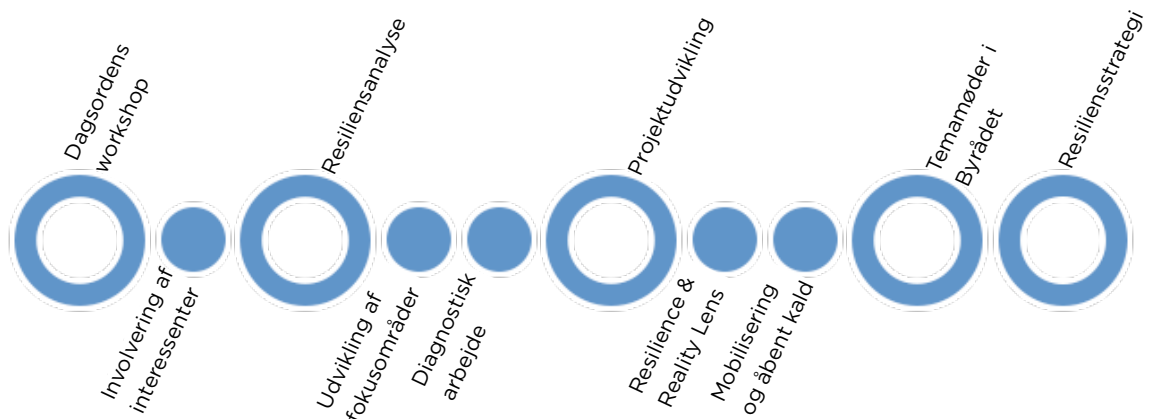 Dagsordens
workshop
Involvering af
interessenter
Resiliensanalyse
Udvikling af
fokusområder
Diagnostisk
arbejde
Projektudvikling
Resilience &
Reality Lens
Mobilisering
og åbent kald
Temamøder i
Byrådet
Resiliensstrategi